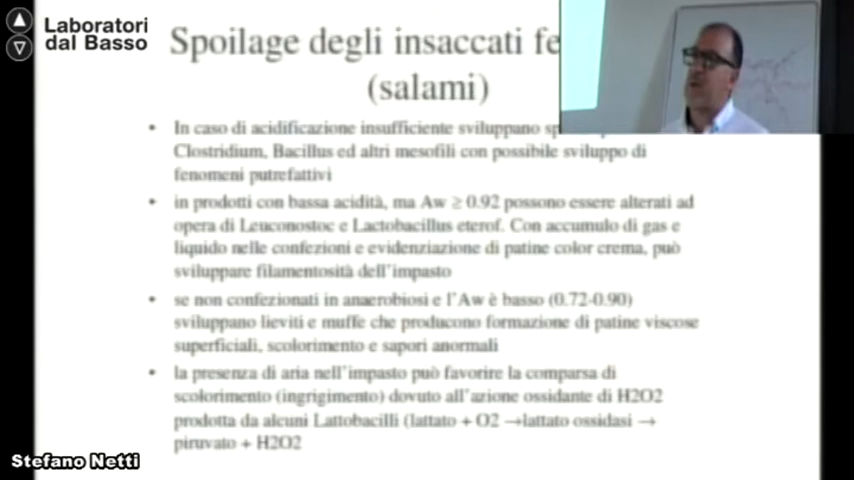 Laboratori
dal Basso
Spoilage degli insaccati fe
(salami)
• In caso di acidificazione insufficiente sviluppano
Clostridium, Bacillus ed altri mesofili con possibile sviluppo di
fenomeni putrefattivi
• in prodotti con bassa acidità, ma Aw ≥ 0.92 possono essere alterati ad
opera di Leuconostoc e Lactobacillus eterof. Con accumulo di gas e
liquido nelle confezioni e evidenziazione di patine color crema, può
sviluppare filamentosità dell'impasto
• se non confezionati in anaerobiosi e l'Aw è basso (0.72-0.90)
sviluppano lieviti e muffe che producono formazione di patine viscose
superficiali, scolorimento e sapori anormali
• la presenza di aria nell'impasto può favorire la comparsa di
scolorimento (ingrigimento) dovuto all'azione ossidante di H2O2
prodotta da alcuni Lattobacilli (lattato + O2 →lattato ossidasi →
piruvato + H2O2
Stefano Netti